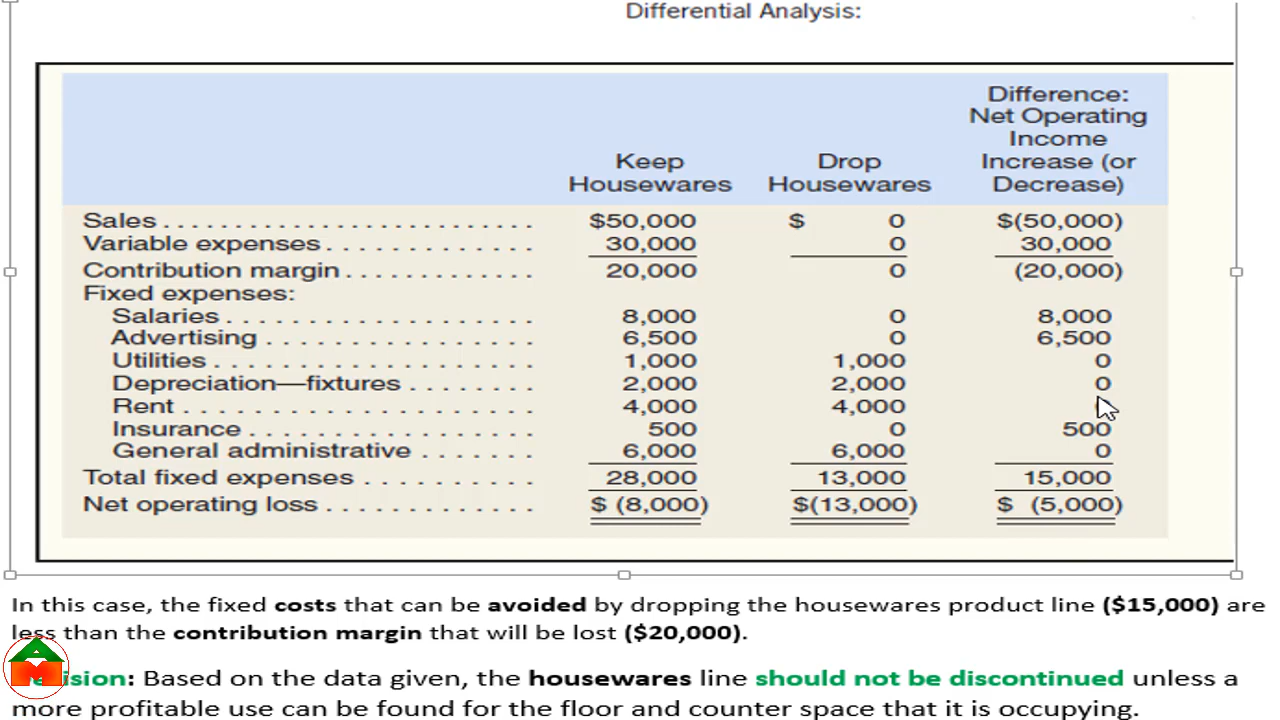 Differential Analysis:
Difference:
Net Operating
Income
Keep Drop Increase (or
Housewares Housewares Decrease)
Sales . . . . . . . . . . . . . . . . . . . . . . . . . . $50,000 $ 0 $(50,000)
Variable expenses . . . . . . . . . . . . . 30,000 0 30,000
Contribution margin . . . . . . . . . . . . 20,000 0 (20,000)
Fixed expenses:
Salaries . . . . . . . . . . . . . . . . . . . 8,000 0 8,000
Advertising . . . . . . . . . . . . . . . . 6,500 0 6,500
Utilities . . . . . . . . . . . . . . . . . . . . 1,000 1,000 0
Depreciation—fixtures . . . . . . . . 2,000 2,000 0
Rent . . . . . . . . . . . . . . . . . . . . . . 4,000 4,000
Insurance . . . . . . . . . . . . . . . . . . 500 0 500
General administrative . . . . . . . 6,000 6,000 0
Total fixed expenses . . . . . . . . . . . 28,000 13,000 15,000
Net operating loss . . . . . . . . . . . . . $ (8,000) $(13,000) $ (5,000)
In this case, the fixed costs that can be avoided by dropping the housewares product line ($15,000) are
less than the contribution margin that will be lost ($20,000).
Based on the data given, the housewares line should not be discontinued unless a
more profitable use can be found for the floor and counter space that it is occupying.